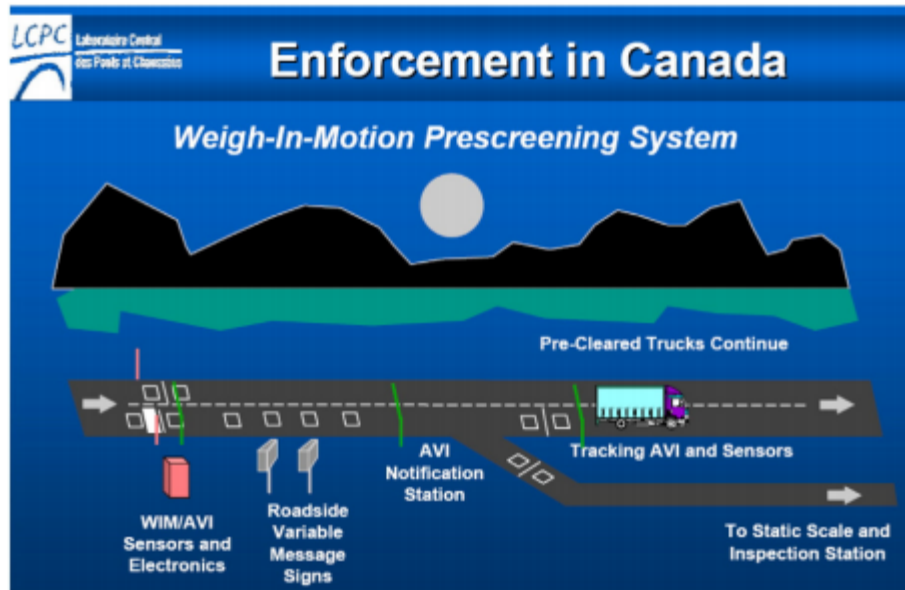 LCPC
Laboratoire Central
des Ponts et Chaussées
Enforcement in Canada
Weigh-In-Motion Prescreening System
Pre-Cleared Trucks Continue
Tracking AVI and Sensors
AVI
Notification
Station
WIM/AVI
Sensors and
Electronics
Roadside
Variable
Message
Signs
To Static Scale and
Inspection Station